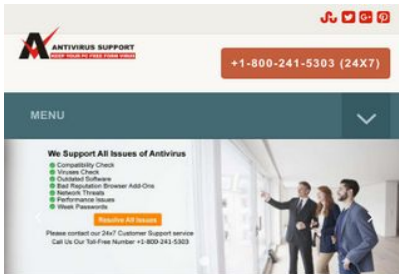 ANTIVIRUS SUPPORT
KEEP YOUR PC FREE FORM VIRUS
+1-800-241-5303 (24X7)
MENU
We Support All Issues of Antivirus
Compatibility Check
Viruses Check
Outdated Software
Bad Reputation Browser Add-Ons
Network Threats
Performance Issues
Weak Passwords
Resolve All Issues
Please contact our 24x7 Customer Support service
Call Us Our Toll-Free Number +1-800-241-5303